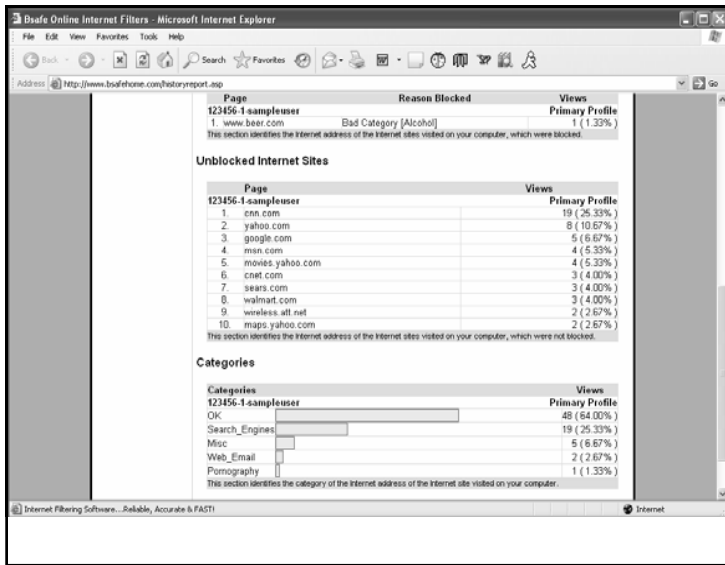 Bsafe Online Internet Filters - Microsoft Internet Explorer
File Edit View Favorites Tools Help
Back Search Favorites
Address http://www.bsafehome.com/historyreport.asp Go
Page Reason Blocked Views
123456-1-sampleuser Primary Profile
1. www.beer.com Bad Category [Alcohol] 1 ( 1.33% )
This section identifies the Internet address of the Internet sites visited on your computer, which were blocked.
Unblocked Internet Sites
Page Views
123456-1-sampleuser Primary Profile
1. cnn.com 19 ( 25.33% )
2. yahoo.com 8 ( 10.67% )
3. google.com 5 ( 6.67% )
4. msn.com 4 ( 5.33% )
5. movies.yahoo.com 4 ( 5.33% )
6. cnet.com 3 ( 4.00% )
7. sears.com 3 ( 4.00% )
8. walmart.com 3 ( 4.00% )
9. wireless.att.net 2 ( 2.67% )
10. maps.yahoo.com 2 ( 2.67% )
This section identifies the Internet address of the Internet sites visited on your computer, which were not blocked.
Categories
Categories Views
123456-1-sampleuser Primary Profile
OK 48 ( 64.00% )
Search_Engines 19 ( 25.33% )
Misc 5 ( 6.67% )
Web_Email 2 ( 2.67% )
Pornography 1 ( 1.33% )
This section identifies the category of the Internet address of the Internet site visited on your computer.
Internet Filtering Software...Reliable, Accurate & FAST! Internet